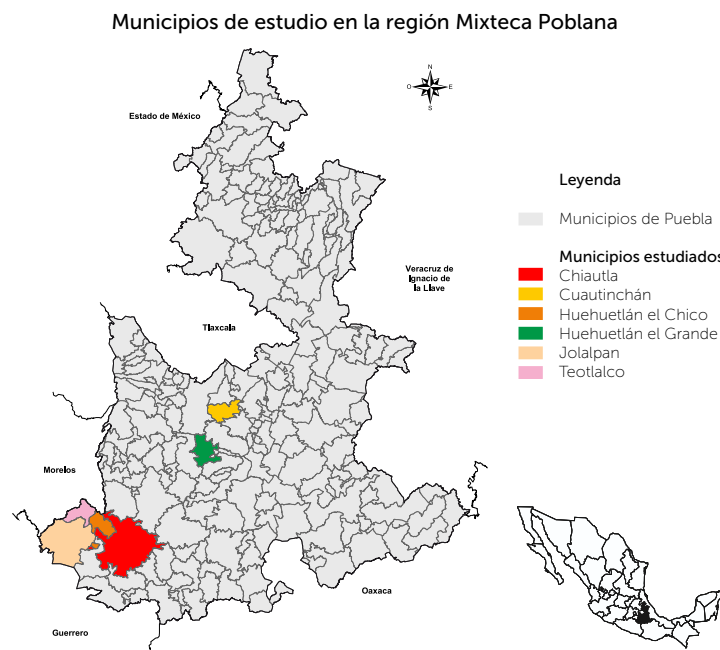 Municipios de estudio en la región Mixteca Poblana
N
O E
S
Estado de México
Leyenda
Municipios de Puebla
Veracruz de
Ignacio de
la Llave
Municipios estudiados
Chiautla
Cuautinchán
Huehuetlán el Chico
Huehuetlán el Grande
Jolalpan
Teotlalco
Tlaxcala
Morelos
Oaxaca
Guerrero